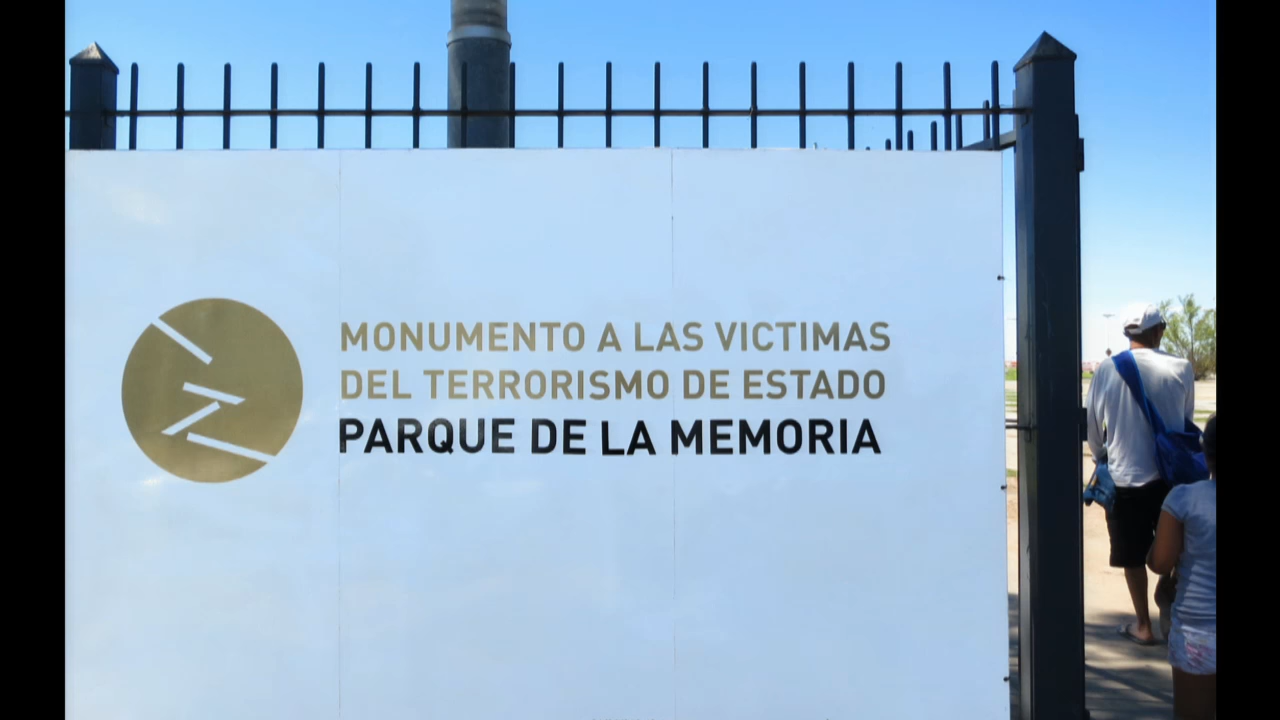 MONUMENTO A LAS VICTIMAS
DEL TERRORISMO DE ESTADO
PARQUE DE LA MEMORIA